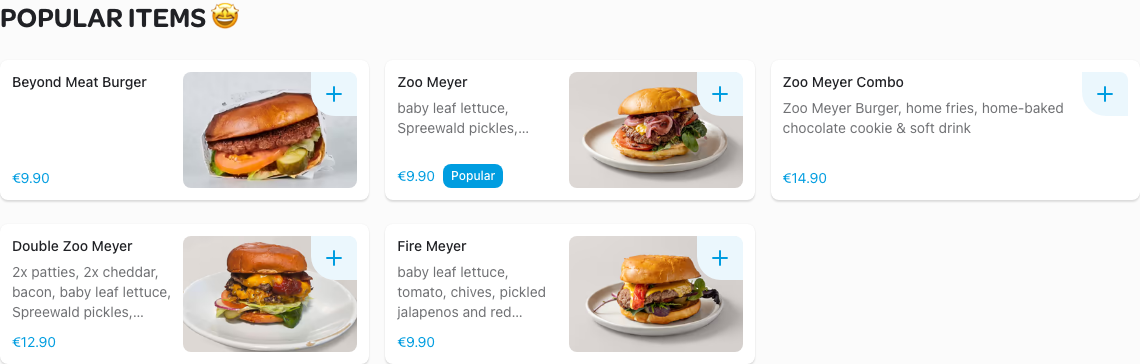 POPULAR ITEMS 🤩
Beyond Meat Burger
€9.90
Zoo Meyer
baby leaf lettuce,
Spreewald pickles,...
€9.90
Popular
Zoo Meyer Combo
Zoo Meyer Burger, home fries, home-baked
chocolate cookie & soft drink
€14.90
Double Zoo Meyer
2x patties, 2x cheddar,
bacon, baby leaf lettuce,
Spreewald pickles,...
€12.90
Fire Meyer
baby leaf lettuce,
tomato, chives, pickled
jalapenos and red...
€9.90